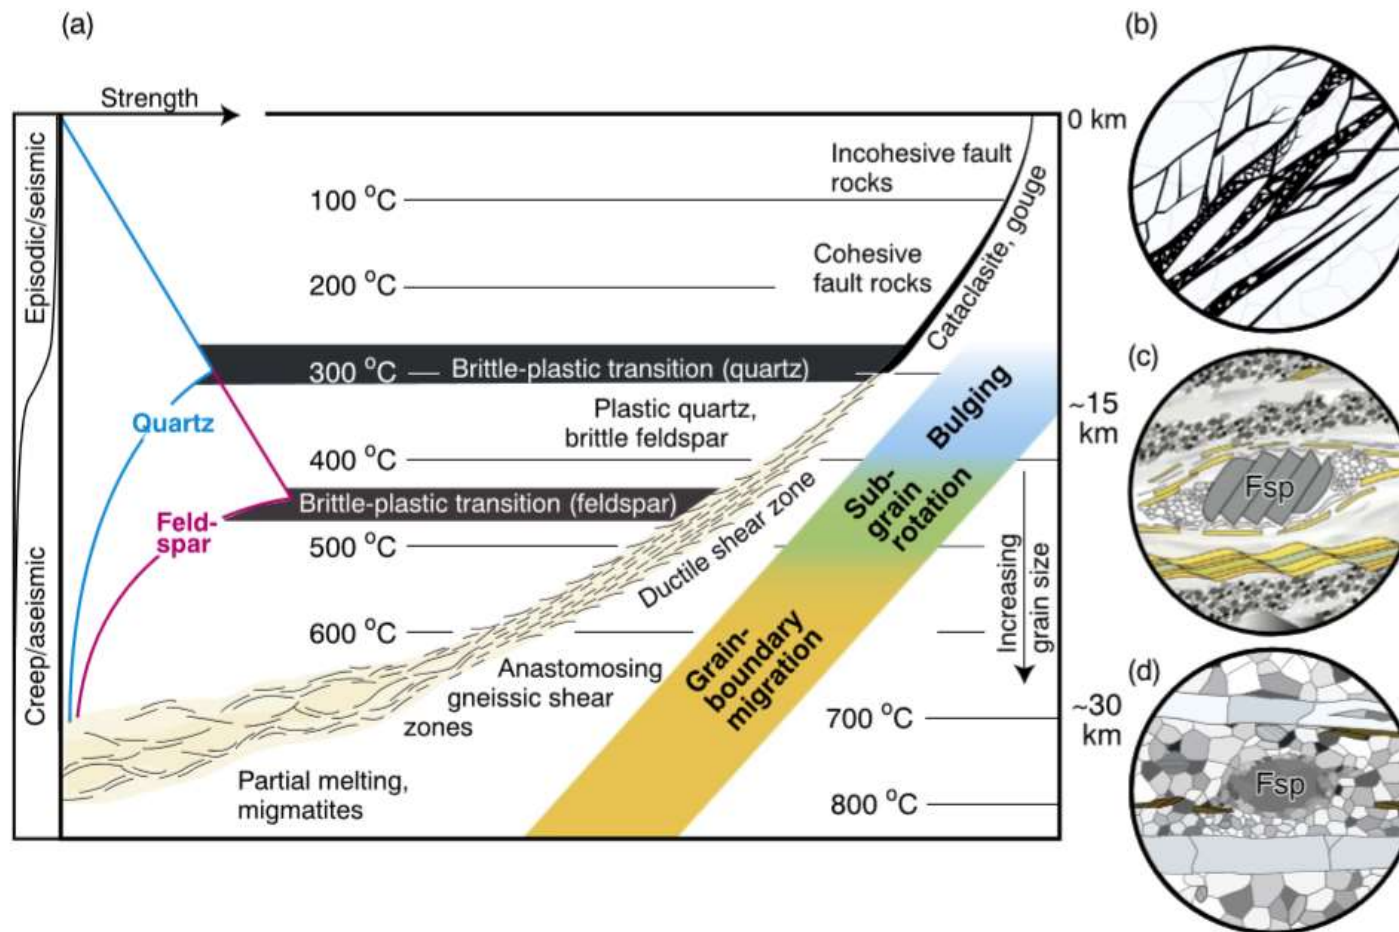 (a)
(b)
Strength
0 km
Episodic/seismic
Incohesive fault
rocks
100 °C
Cohesive
fault rocks
200 °C
Cataclasite, gouge
300 °C
Brittle-plastic transition (quartz)
(c)
Quartz
Plastic quartz,
brittle feldspar
Bulging
~15
km
400 °C
Brittle-plastic transition (feldspar)
Sub-
grain
rotation
Fsp
Feld-
spar
500 °C
Ductile shear zone
Increasing
grain size
Creep/aseismic
600 °C
Anastomosing
gneissic shear
zones
Grain-
boundary
migration
(d)
700 °C
~30
km
Partial melting,
migmatites
800 °C
Fsp